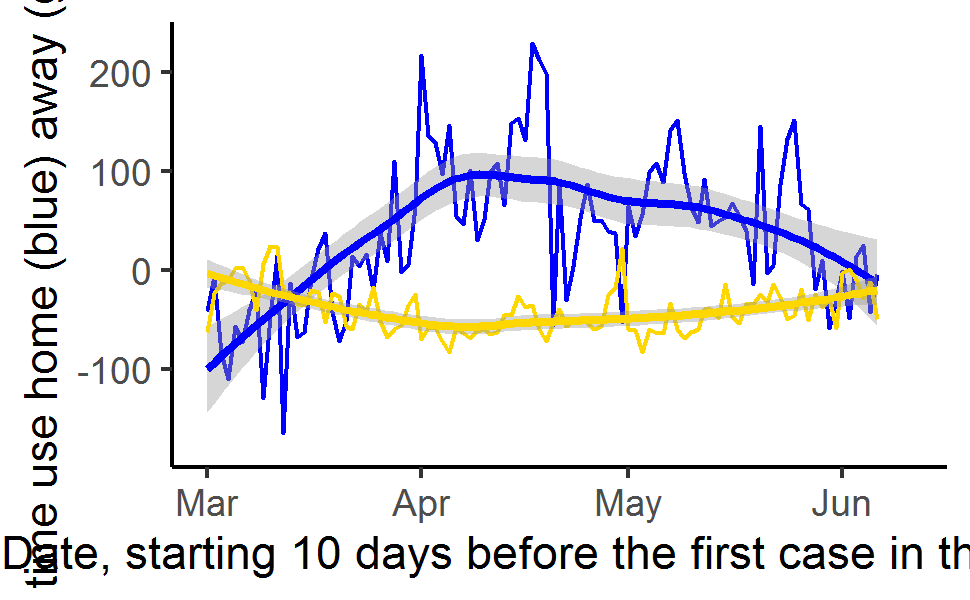 time use home (blue) away (
200
100
0
-100
Mar Apr May Jun
Date, starting 10 days before the first case in th